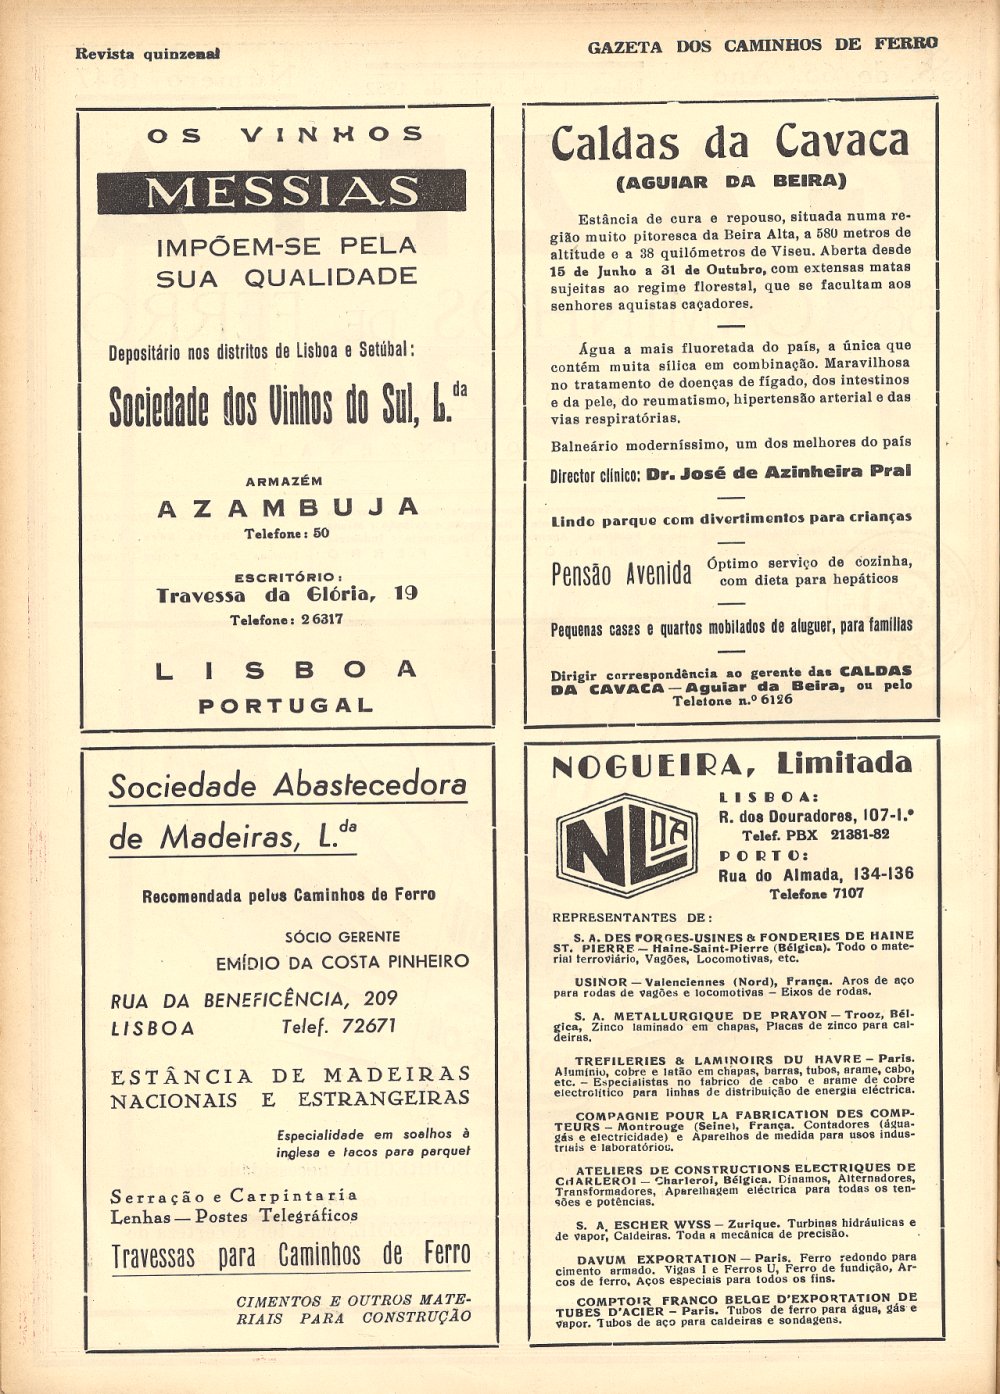 Revista quinzenal
GAZETA DOS CAMINHOS DE FERRO
OS VINHOS
MESSIAS
IMPÕEM-SE PELA
SUA QUALIDADE
Depositário nos distritos de Lisboa e Setúbal:
Sociedade dos Vinhos do Sul, L.da
ARMAZÉM
AZAMBUJA
Telefone: 50
ESCRITÓRIO:
Travessa da Glória, 19
Telefone: 26317
LISBOA
PORTUGAL
Caldas da Cavaca
(AGUIAR DA BEIRA)
Estância de cura e repouso, situada numa re-
gião muito pitoresca da Beira Alta, a 580 metros de
altitude e a 38 quilómetros de Viseu. Aberta desde
15 de Junho a 31 de Outubro, com extensas matas
sujeitas ao regime florestal, que se facultam aos
senhores aquistas caçadores.
Água a mais fluoretada do país, a única que
contém muita sílica em combinação. Maravilhosa
no tratamento de doenças de fígado, dos intestinos
e da pele, do reumatismo, hipertensão arterial e das
vias respiratórias.
Balneário moderníssimo, um dos melhores do país
Director clínico: Dr. José de Azinheira Prai
Lindo parque com divertimentos para crianças
Pensão Avenida
Óptimo serviço de cozinha,
com dieta para hepáticos
Pequenas casas e quartos mobilados de aluguer, para famílias
Dirigir correspondência ao gerente das CALDAS
DA CAVACA — Aguiar da Beira, ou pelo
Teletone n.º 6126
Sociedade Abastecedora
de Madeiras, L.da
Recomendada pelos Caminhos de Ferro
SÓCIO GERENTE
EMÍDIO DA COSTA PINHEIRO
RUA DA BENEFICÊNCIA, 209
LISBOA Telef. 72671
ESTÂNCIA DE MADEIRAS
NACIONAIS E ESTRANGEIRAS
Especialidade em soalhos à
inglesa e tacos para parquet
Serração e Carpintaria
Lenhas — Postes Telegráficos
Travessas para Caminhos de Ferro
CIMENTOS E OUTROS MATE-
RIAIS PARA CONSTRUÇÃO
NOGUEIRA, Limitada
NLDA
LISBOA:
R. dos Douradores, 107-1.º
Telef. PBX 21381-82
PORTO:
Rua do Almada, 134-136
Telefone 7107
REPRESENTANTES DE:
S. A. DES FORGES-USINES & FONDERIES DE HAINE
ST. PIERRE — Haine-Saint-Pierre (Bélgica). Todo o mate-
rial ferroviário, Vagões, Locomotivas, etc.
USINOR — Valenciennes (Nord), França. Aros de aço
para rodas de vagões e locomotivas — Eixos de rodas.
S. A. METALLURGIQUE DE PRAYON — Trooz, Bél-
gica, Zinco laminado em chapas, Placas de zinco para cal-
deiras.
TREFILERIES & LAMINOIRS DU HAVRE — Paris.
Alumínio, cobre e latão em chapas, barras, tubos, arame, cabo,
etc. — Especialistas no fabrico de cabo e arame de cobre
electrolítico para linhas de distribuição de energia eléctrica.
COMPAGNIE POUR LA FABRICATION DES COMP-
TEURS — Montrouge (Seine), França. Contadores (água-
gás e electricidade) e Aparelhos de medida para usos indus-
triais e laboratórios.
ATELIERS DE CONSTRUCTIONS ELECTRIQUES DE
CHARLEROI — Charleroi, Bélgica. Dínamos, Alternadores,
Transformadores, Aparelhagem eléctrica para todas os ten-
sões e potências.
S. A. ESCHER WYSS — Zurique. Turbinas hidráulicas e
de vapor, Caldeiras. Toda a mecânica de precisão.
DAVUM EXPORTATION — Paris. Ferro redondo para
cimento armado. Vigas I e Ferros U, Ferro de fundição, Ar-
cos de ferro, Aços especiais para todos os fins.
COMPTOIR FRANCO BELGE D'EXPORTATION DE
TUBES D'ACIER — Paris. Tubos de ferro para água, gás e
vapor. Tubos de aço para caldeiras e sondagens.